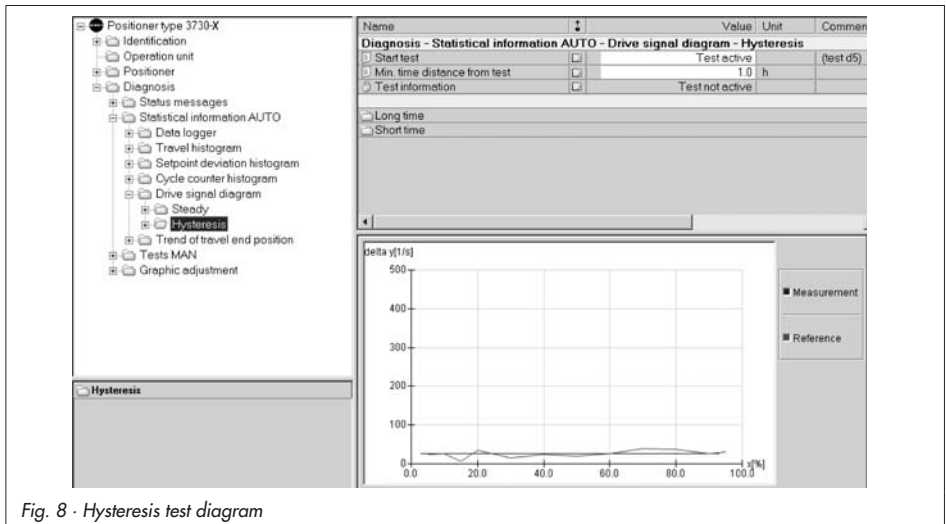 Positioner type 3730-X
Identification
Operation unit
Positioner
Diagnosis
Status messages
Statistical information AUTO
Data logger
Travel histogram
Setpoint deviation histogram
Cycle counter histogram
Drive signal diagram
Steady
Hysteresis
Trend of travel end position
Tests MAN
Graphic adjustment
Hysteresis
Name Value Unit Commen
Diagnosis - Statistical information AUTO - Drive signal diagram - Hysteresis
Start test Test active (test d5)
Min. time distance from test 1.0 h
Test information Test not active
Long time
Short time
delta y[1/s]
500
400
300
200
100
0
0.0 20.0 40.0 60.0 80.0 100.0
x[%]
Measurement
Reference
Fig. 8 · Hysteresis test diagram